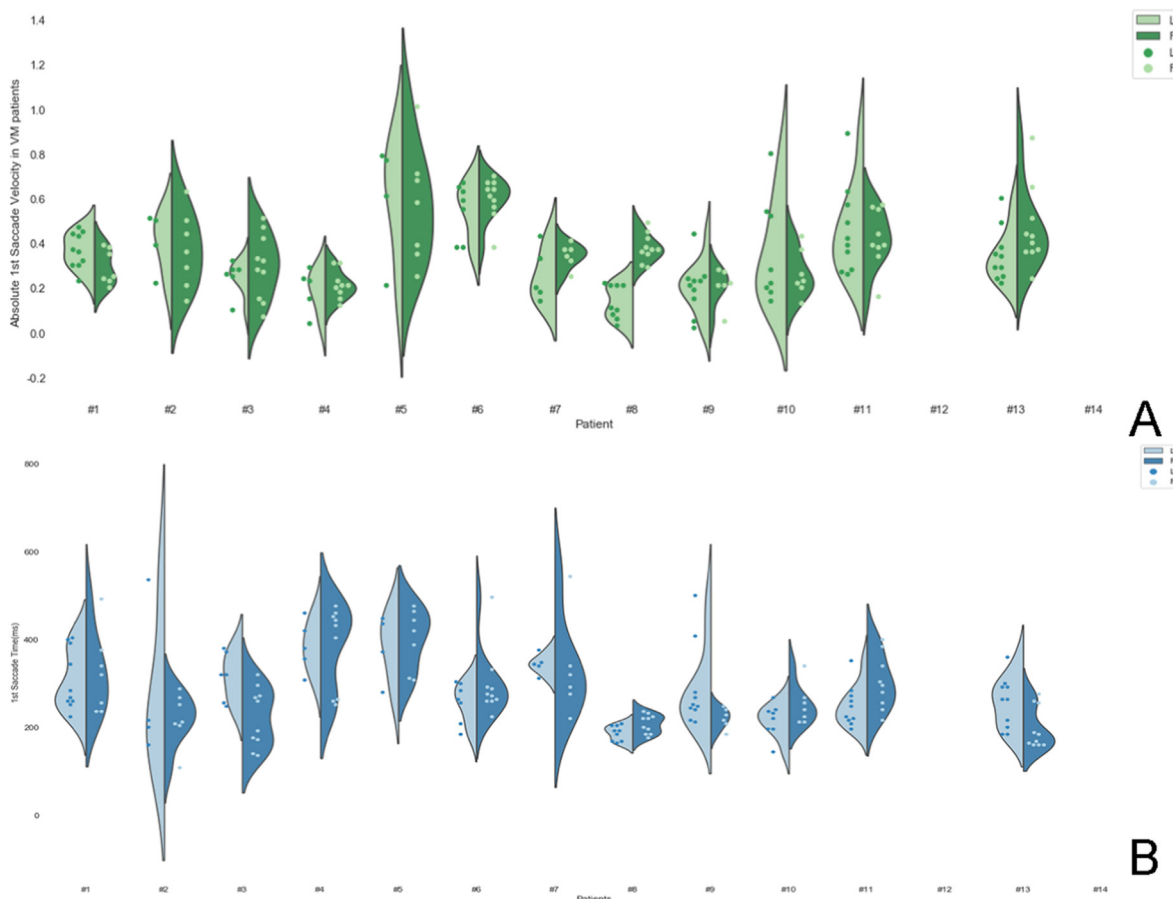 1.4
1.2
1.0
0.8
0.6
0.4
0.2
0.0
-0.2
Absolute 1st Saccade Velocity in VM patients
L
F
L
F
#1 #2 #3 #4 #5 #6 #7 #8 #9 #10 #11 #12 #13 #14
Patient
A
800
600
400
200
0
1st Saccade Time(ms)
L
F
L
F
#1 #2 #3 #4 #5 #6 #7 #8 #9 #10 #11 #12 #13 #14
Patients
B